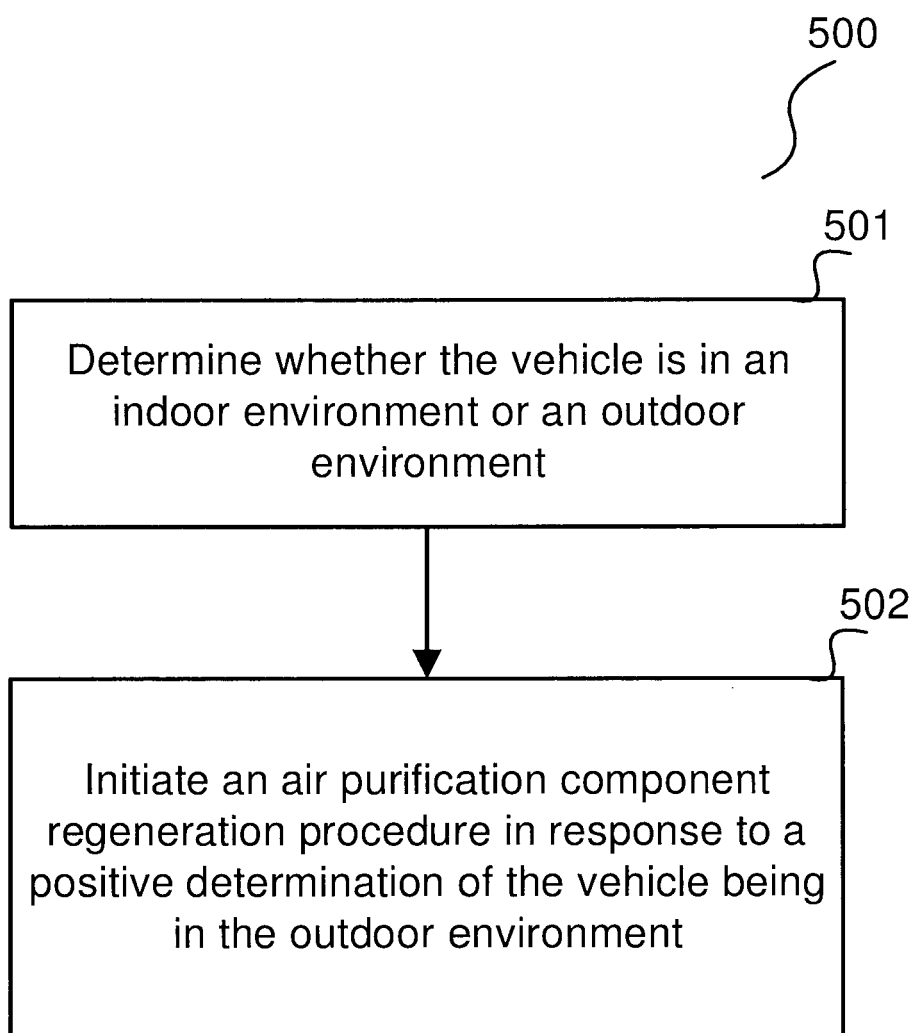 500
501
Determine whether the vehicle is in an
indoor environment or an outdoor
environment
502
Initiate an air purification component
regeneration procedure in response to a
positive determination of the vehicle being
in the outdoor environment